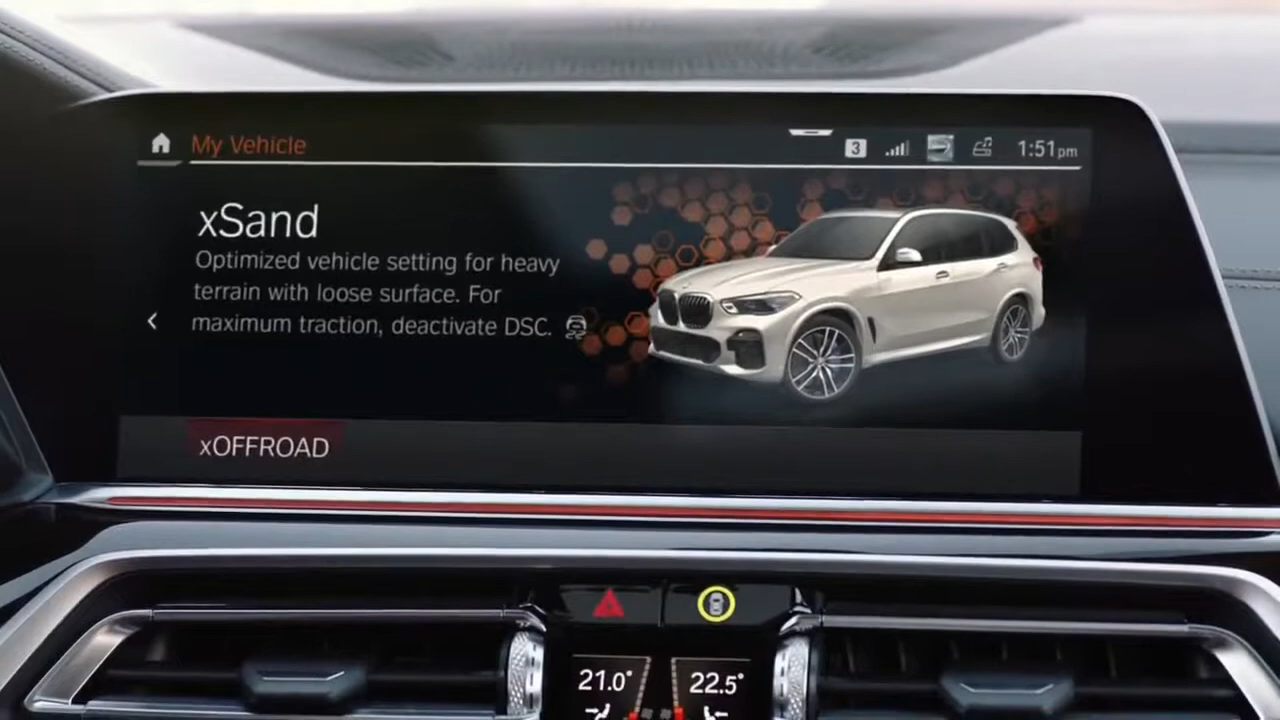 My Vehicle
3
1:51pm
xSand
Optimized vehicle setting for heavy
terrain with loose surface. For
maximum traction, deactivate DSC.
xOFFROAD
21.0°
22.5°